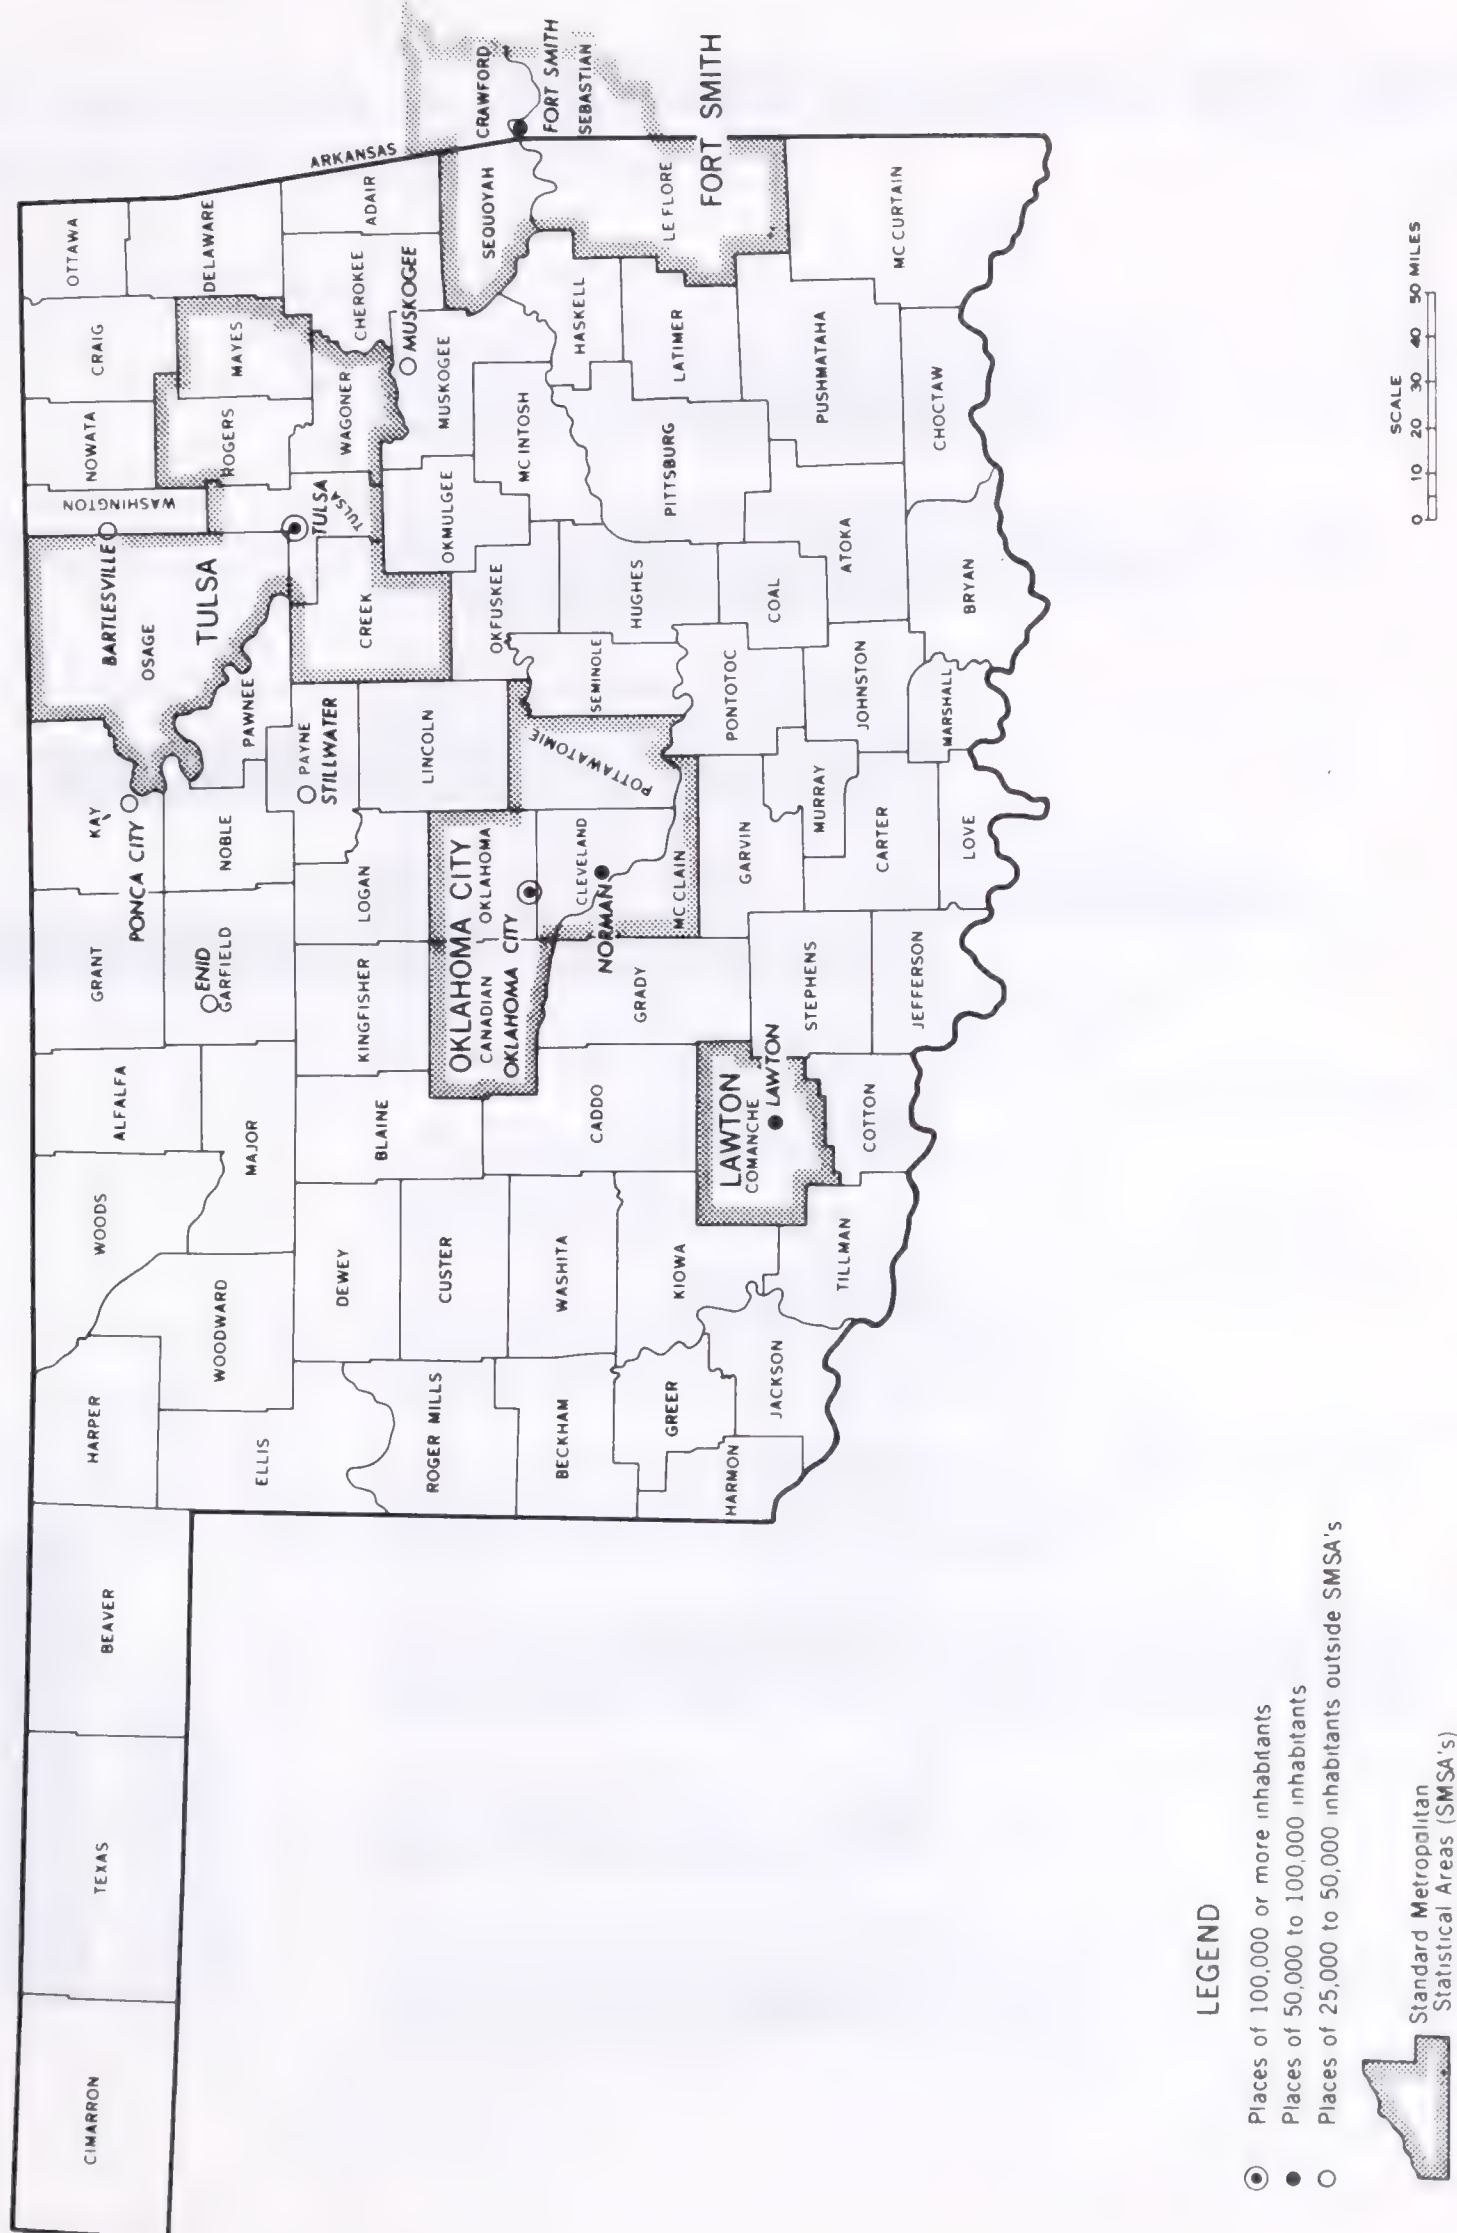 CIMARRON
TEXAS
BEAVER
HARPER
WOODS
ALFALFA
GRANT
KAY
PONCA CITY
OSAGE
BARTLESVILLE
TULSA
WASHINGTON
NOWATA
CRAIG
OTTAWA
ELLIS
WOODWARD
MAJOR
ENID
GARFIELD
NOBLE
PAWNEE
ROGERS
MAYES
DELAWARE
PAYNE
STILLWATER
TULSA
TULSA
CREEK
WAGONER
CHEROKEE
ADAIR
ARKANSAS
ROGER MILLS
DEWEY
CUSTER
BLAINE
KINGFISHER
LOGAN
LINCOLN
OKMULGEE
MUSKOGEE
MUSKOGEE
OKLAHOMA CITY
CANADIAN
OKLAHOMA
OKLAHOMA CITY
OKFUSKEE
MC INTOSH
SEQUOYAH
CRAWFORD
FORT SMITH
SEBASTIAN
FORT SMITH
BECKHAM
WASHITA
CADDO
GRADY
CLEVELAND
NORMAN
MC CLAIN
POTTAWATOMIE
SEMINOLE
HUGHES
PITTSBURG
HASKELL
LATIMER
LE FLORE
HARMON
GREER
KIOWA
JACKSON
TILLMAN
LAWTON
COMANCHE
LAWTON
COTTON
STEPHENS
JEFFERSON
GARVIN
MURRAY
CARTER
LOVE
PONTOTOC
JOHNSTON
MARSHALL
COAL
ATOKA
BRYAN
PUSHMATAHA
CHOCTAW
MC CURTAIN
LEGEND
Places of 100,000 or more inhabitants
Places of 50,000 to 100,000 inhabitants
Places of 25,000 to 50,000 inhabitants outside SMSA's
Standard Metropolitan
Statistical Areas (SMSA's)
SCALE
0 10 20 30 40 50 MILES